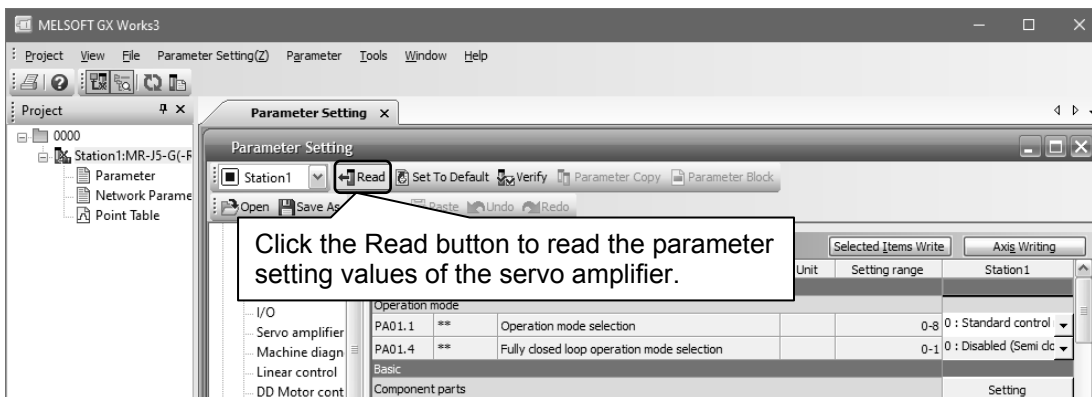 MELSOFT GX Works3
Project View File Parameter Setting(Z) Parameter Tools Window Help
Project
Parameter Setting
0000
Station1:MR-J5-G(-R
Parameter
Network Parame
Point Table
Parameter Setting
Station1 Read Set To Default Verify Parameter Copy Parameter Block
Open Save As Paste Undo Redo
Click the Read button to read the parameter
setting values of the servo amplifier.
Selected Items Write Axis Writing
Unit Setting range Station1
I/O
Servo amplifier
Machine diagn
Linear control
DD Motor cont
Operation mode
PA01.1 ** Operation mode selection 0-8 0 : Standard control
PA01.4 ** Fully closed loop operation mode selection 0-1 0 : Disabled (Semi clo
Basic
Component parts Setting